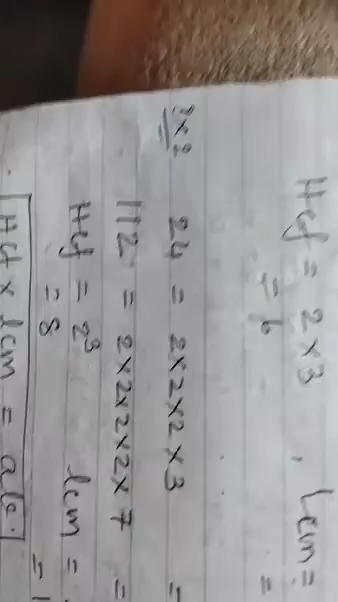 Hcf = 2 × 3 , Lcm =
= 6 =
24 = 2×2×2×3 =
112 = 2×2×2×2×7 =
Hcf = 2³ lcm =
= 8 =
Hcf × lcm = a.b.